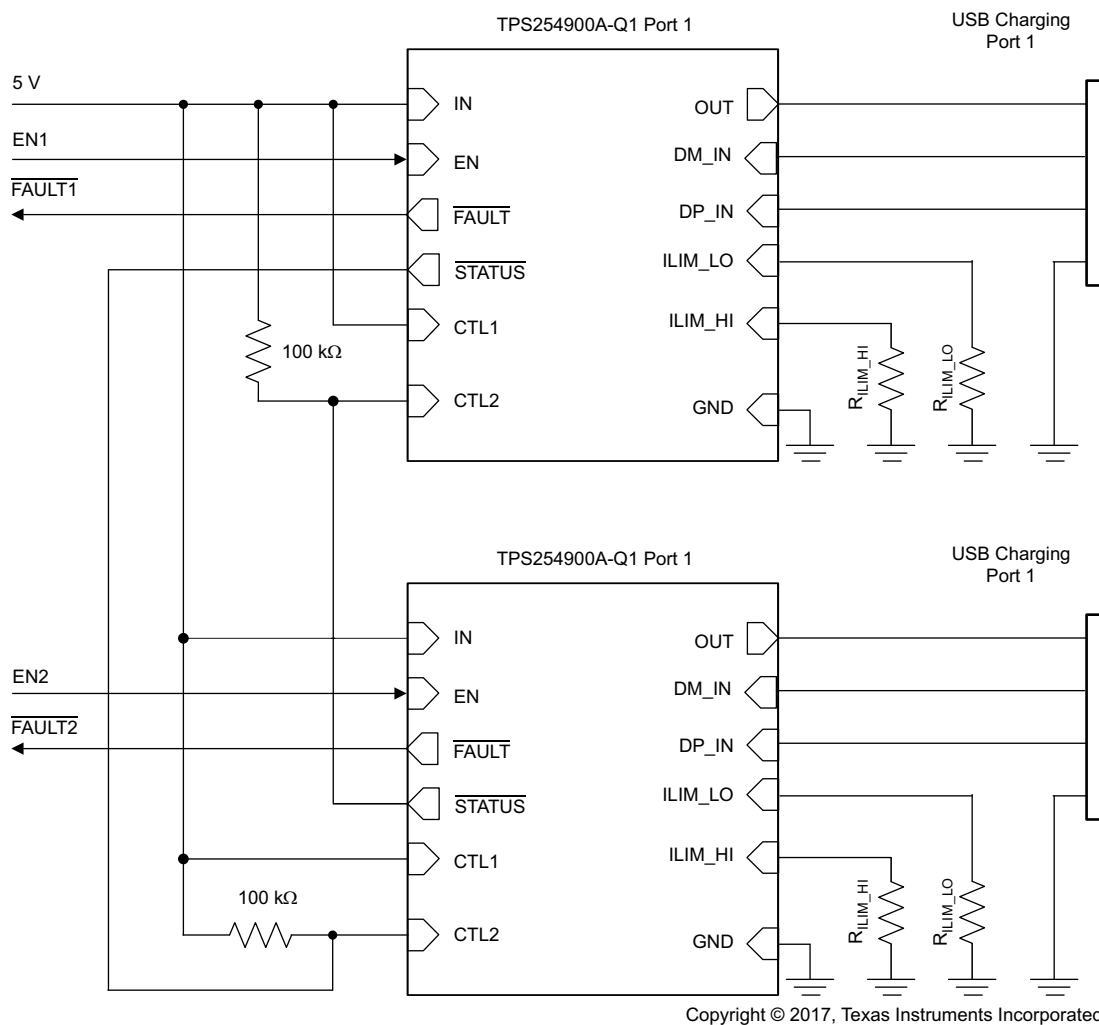 TPS254900A-Q1 Port 1
USB Charging
Port 1
5 V
EN1
FAULT1
IN
EN
FAULT
STATUS
CTL1
CTL2
100 kΩ
OUT
DM_IN
DP_IN
ILIM_LO
ILIM_HI
GND
RILIM_HI
RILIM_LO
TPS254900A-Q1 Port 1
USB Charging
Port 1
EN2
FAULT2
IN
EN
FAULT
STATUS
CTL1
CTL2
100 kΩ
OUT
DM_IN
DP_IN
ILIM_LO
ILIM_HI
GND
RILIM_HI
RILIM_LO
Copyright © 2017, Texas Instruments Incorporated